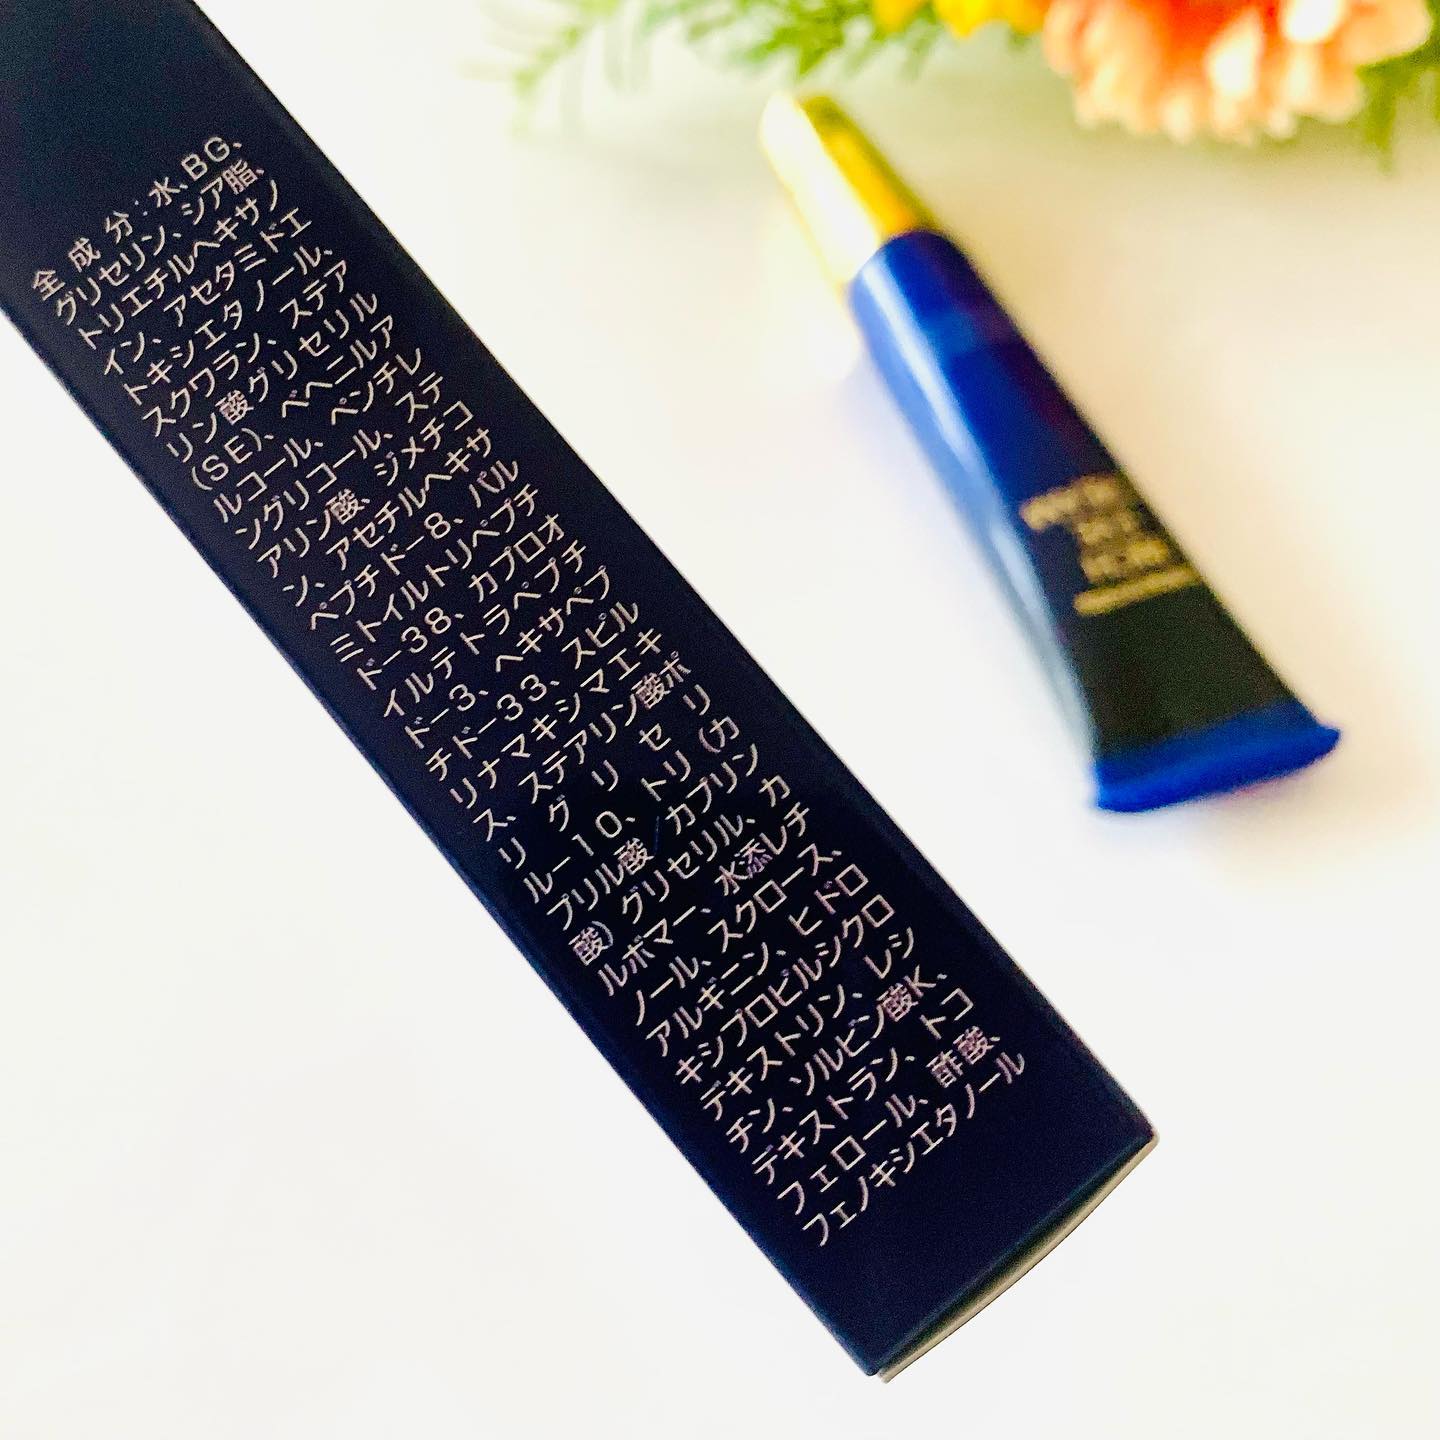 全成分：水、BG、
グリセリン、シア脂、
トリエチルヘキサノ
イン、アセタミドエ
トキシエタノール、
スクワラン、ステア
リン酸グリセリル
(SE)、ベヘニルア
ルコール、ペンチレ
ングリコール、ステ
アリン酸、ジメチコ
ン、アセチルヘキサ
ペプチド-8、パル
ミトイルトリペプチ
ド-38、カプロオ
イルテトラペプチ
ド-3、ヘキサペプ
チド-33、スピル
リナマキシマエキ
ス、ステアリン酸ポ
リグリセリ
ル-10、トリ(カ
プリル酸/カプリン
酸)グリセリル、カ
ルボマー、水添レチ
ノール、スクロース、
アルギニン、ヒドロ
キシプロピルシクロ
デキストリン、レシ
チン、ソルビン酸K、
デキストラン、トコ
フェロール、酢酸、
フェノキシエタノール